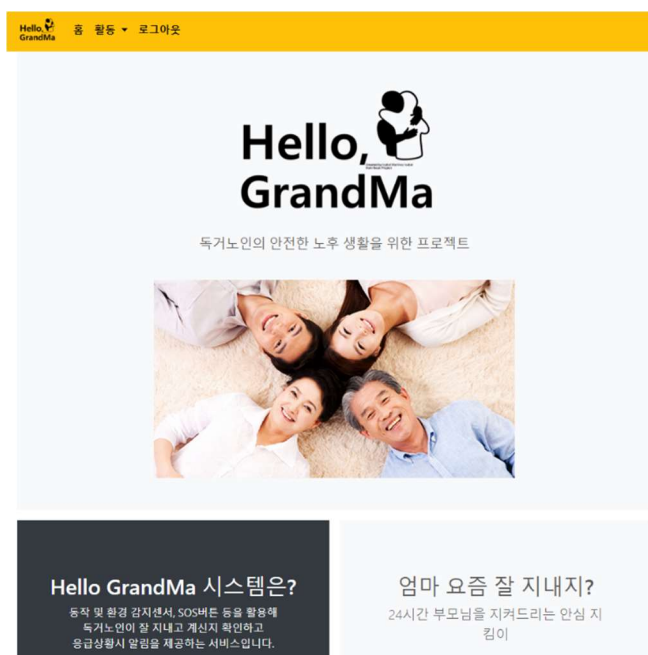 Hello,
GrandMa
홈 활동 로그아웃
Hello,
GrandMa
독거노인의 안전한 노후 생활을 위한 프로젝트
Hello GrandMa 시스템은?
동작 및 환경 감지센서, SOS버튼 등을 활용해
독거노인이 잘 지내고 계신지 확인하고
응급상황시 알림을 제공하는 서비스입니다.
엄마 요즘 잘 지내지?
24시간 부모님을 지켜드리는 안심 지
킴이